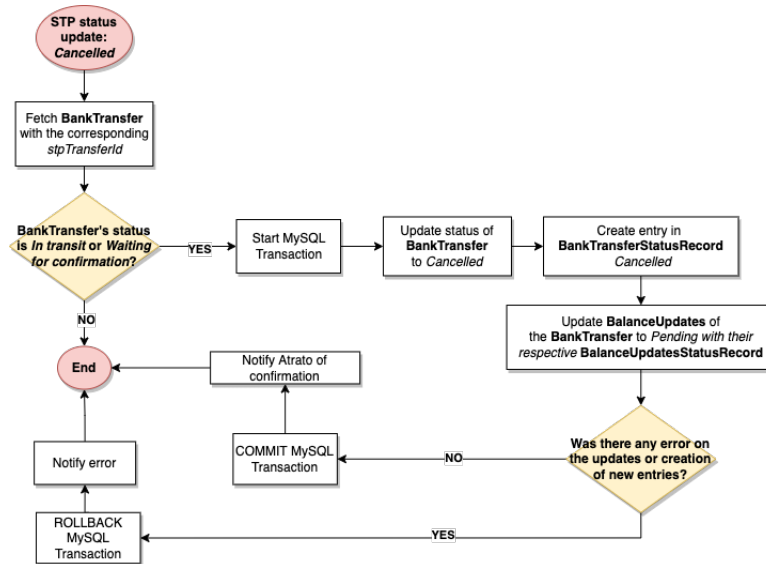 STP status
update:
Cancelled
Fetch BankTransfer
with the corresponding
stpTransferId
BankTransfer's status
is In transit or Waiting
for confirmation?
YES
Start MySQL
Transaction
Update status of
BankTransfer
to Cancelled
Create entry in
BankTransferStatusRecord
Cancelled
NO
Update BalanceUpdates of
the BankTransfer to Pending with their
respective BalanceUpdatesStatusRecord
End
Notify Atrato of
confirmation
Was there any error on
the updates or creation
of new entries?
NO
COMMIT MySQL
Transaction
Notify error
YES
ROLLBACK
MySQL
Transaction